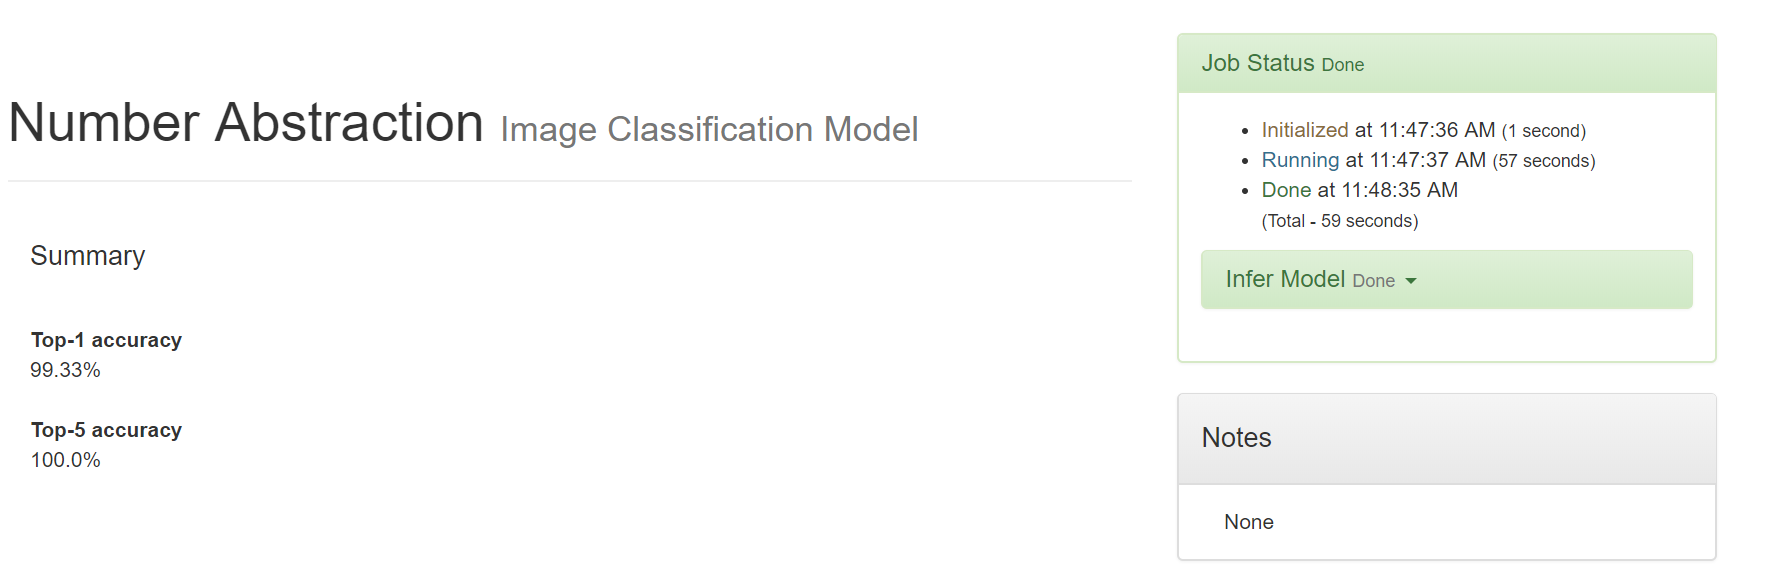 Number Abstraction Image Classification Model
Summary
Top-1 accuracy
99.33%
Top-5 accuracy
100.0%
Job Status Done
Initialized at 11:47:36 AM (1 second)
Running at 11:47:37 AM (57 seconds)
Done at 11:48:35 AM
(Total - 59 seconds)
Infer Model Done
Notes
None